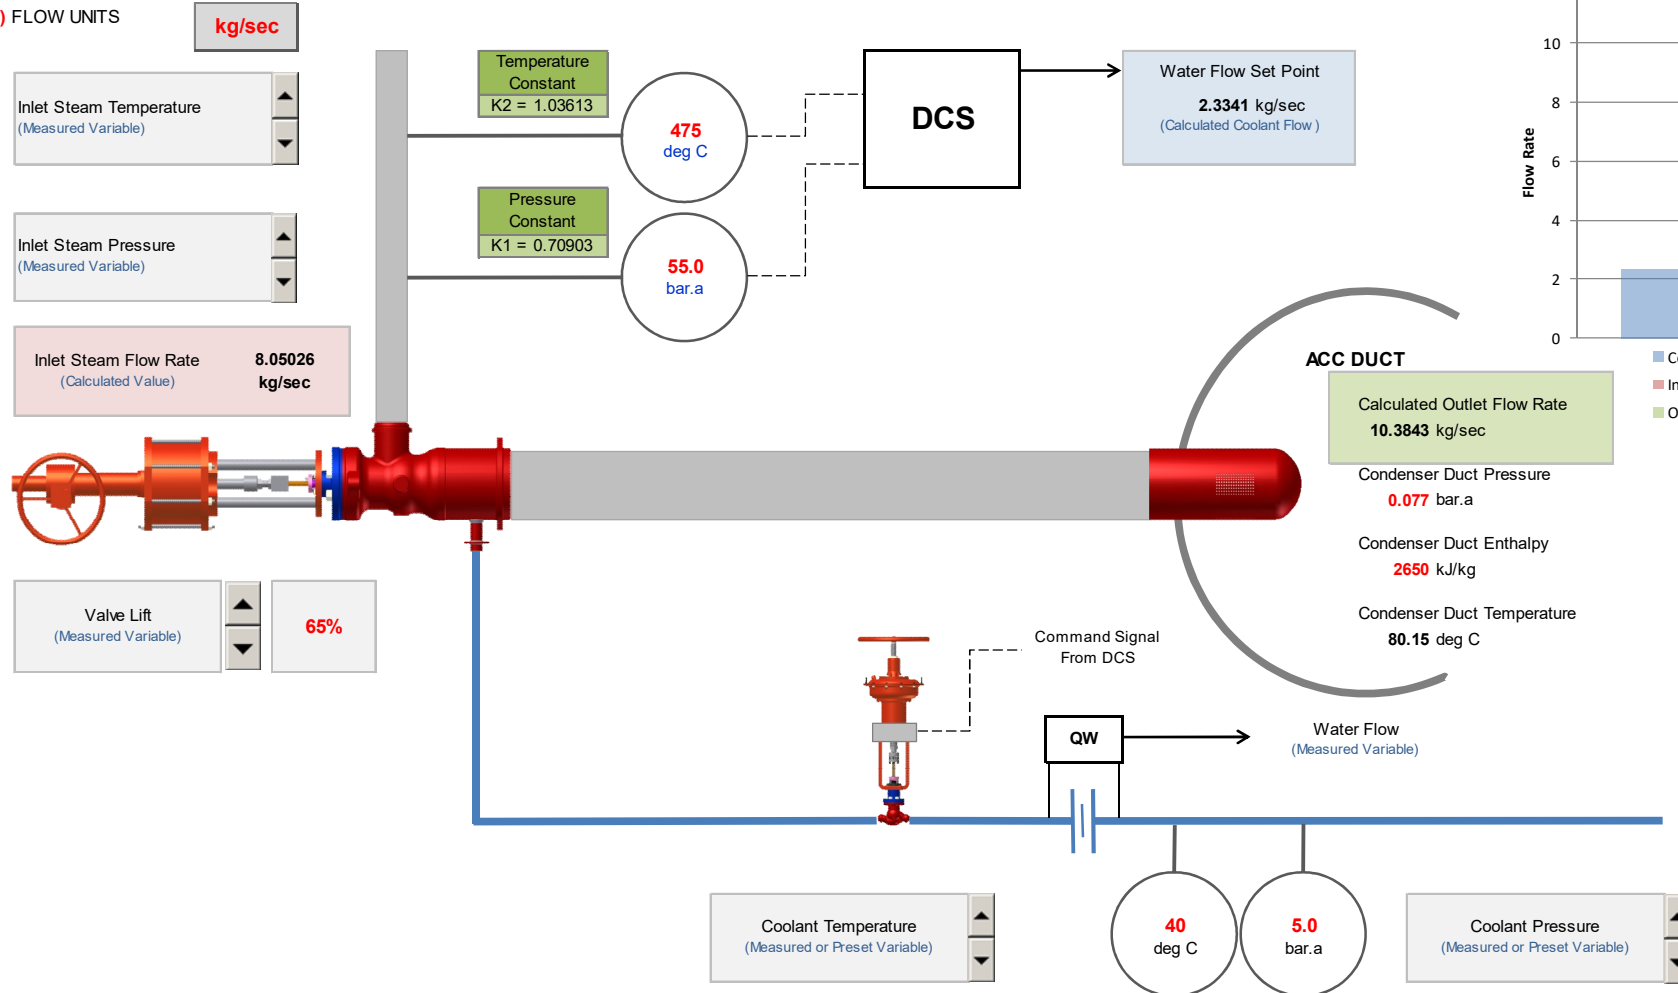 ) FLOW UNITS
kg/sec
Inlet Steam Temperature
(Measured Variable)
Temperature
Constant
K2 = 1.03613
475
deg C
DCS
Water Flow Set Point
2.3341 kg/sec
(Calculated Coolant Flow )
Inlet Steam Pressure
(Measured Variable)
Pressure
Constant
K1 = 0.70903
55.0
bar.a
Flow Rate
10
8
6
4
2
0
Inlet Steam Flow Rate
(Calculated Value)
8.05026
kg/sec
ACC DUCT
Calculated Outlet Flow Rate
10.3843 kg/sec
Condenser Duct Pressure
0.077 bar.a
Condenser Duct Enthalpy
2650 kJ/kg
Condenser Duct Temperature
80.15 deg C
Valve Lift
(Measured Variable)
65%
Command Signal
From DCS
QW
Water Flow
(Measured Variable)
Coolant Temperature
(Measured or Preset Variable)
40
deg C
5.0
bar.a
Coolant Pressure
(Measured or Preset Variable)